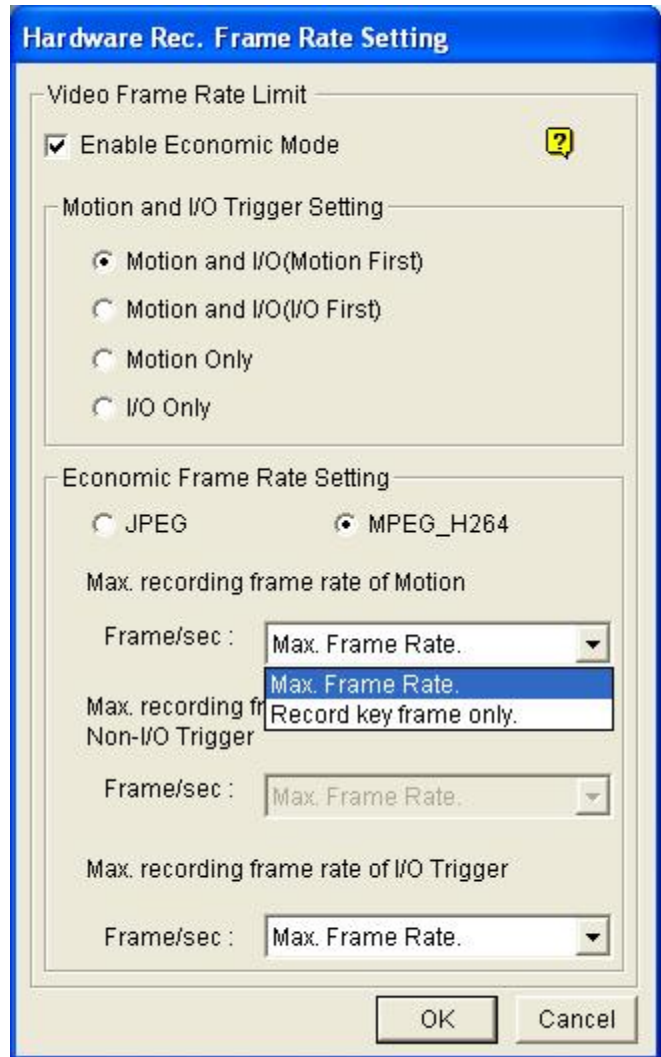 Hardware Rec. Frame Rate Setting
Video Frame Rate Limit
Enable Economic Mode
?
Motion and I/O Trigger Setting
Motion and I/O(Motion First)
Motion and I/O(I/O First)
Motion Only
I/O Only
Economic Frame Rate Setting
JPEG MPEG_H264
Max. recording frame rate of Motion
Frame/sec : Max. Frame Rate.
Max. Frame Rate.
Record key frame only.
Max. recording
Non-I/O Trigger
Frame/sec : Max. Frame Rate.
Max. recording frame rate of I/O Trigger
Frame/sec : Max. Frame Rate.
OK Cancel